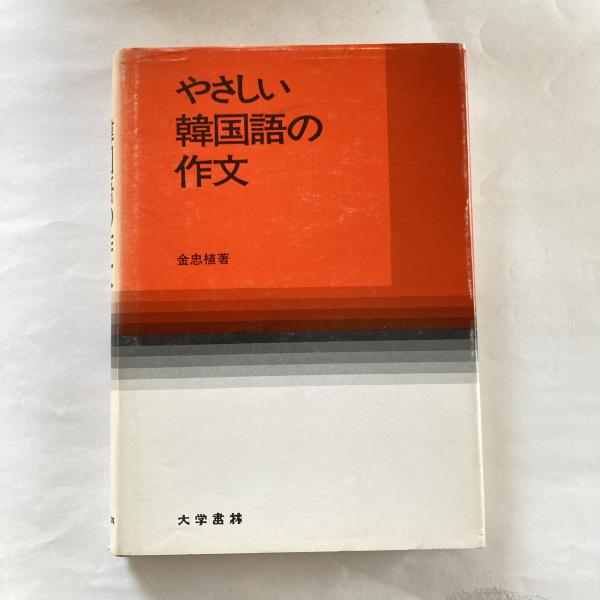 やさしい
韓国語の
作文
金忠植著
大学書林